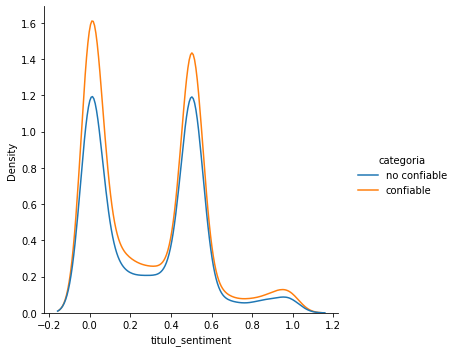 1.6
1.4
1.2
1.0
0.8
0.6
0.4
0.2
0.0
Density
−0.2 0.0 0.2 0.4 0.6 0.8 1.0 1.2
titulo_sentiment
categoria
no confiable
confiable